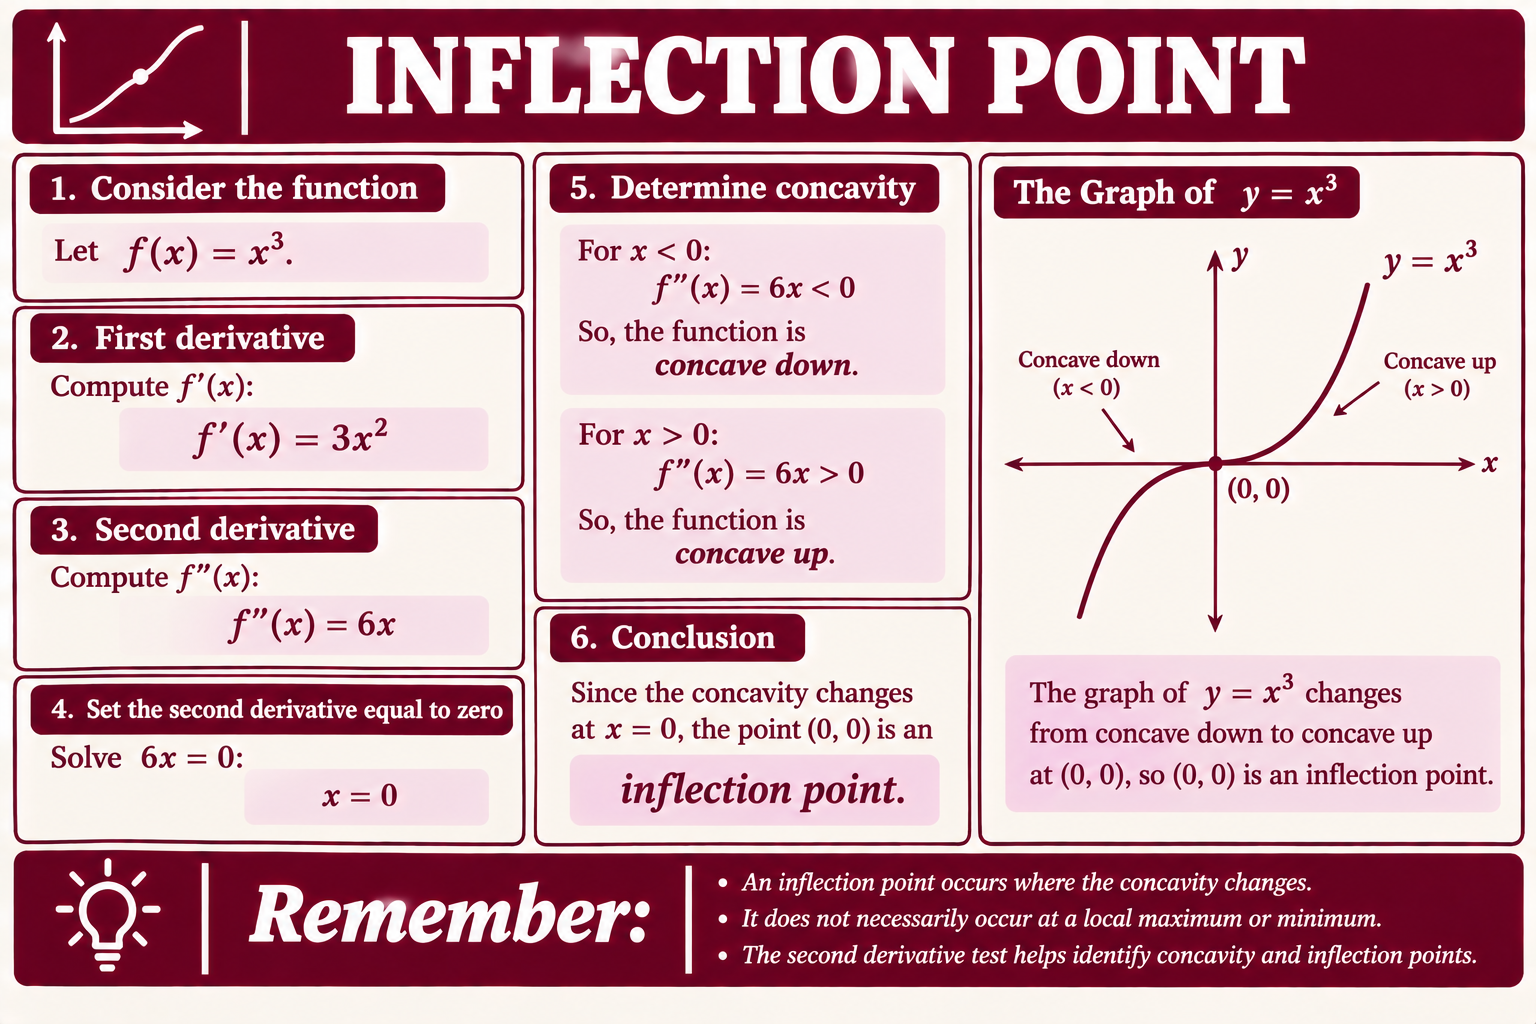 INFLECTION POINT
1. Consider the function
Let f(x) = x³.
2. First derivative
Compute f′(x):
f′(x) = 3x²
3. Second derivative
Compute f″(x):
f″(x) = 6x
4. Set the second derivative equal to zero
Solve 6x = 0:
x = 0
5. Determine concavity
For x < 0:
f″(x) = 6x < 0
So, the function is
concave down.
For x > 0:
f″(x) = 6x > 0
So, the function is
concave up.
6. Conclusion
Since the concavity changes
at x = 0, the point (0, 0) is an
inflection point.
The Graph of y = x³
y
y = x³
Concave down
(x < 0)
Concave up
(x > 0)
x
(0, 0)
The graph of y = x³ changes
from concave down to concave up
at (0, 0), so (0, 0) is an inflection point.
Remember:
• An inflection point occurs where the concavity changes.
• It does not necessarily occur at a local maximum or minimum.
• The second derivative test helps identify concavity and inflection points.